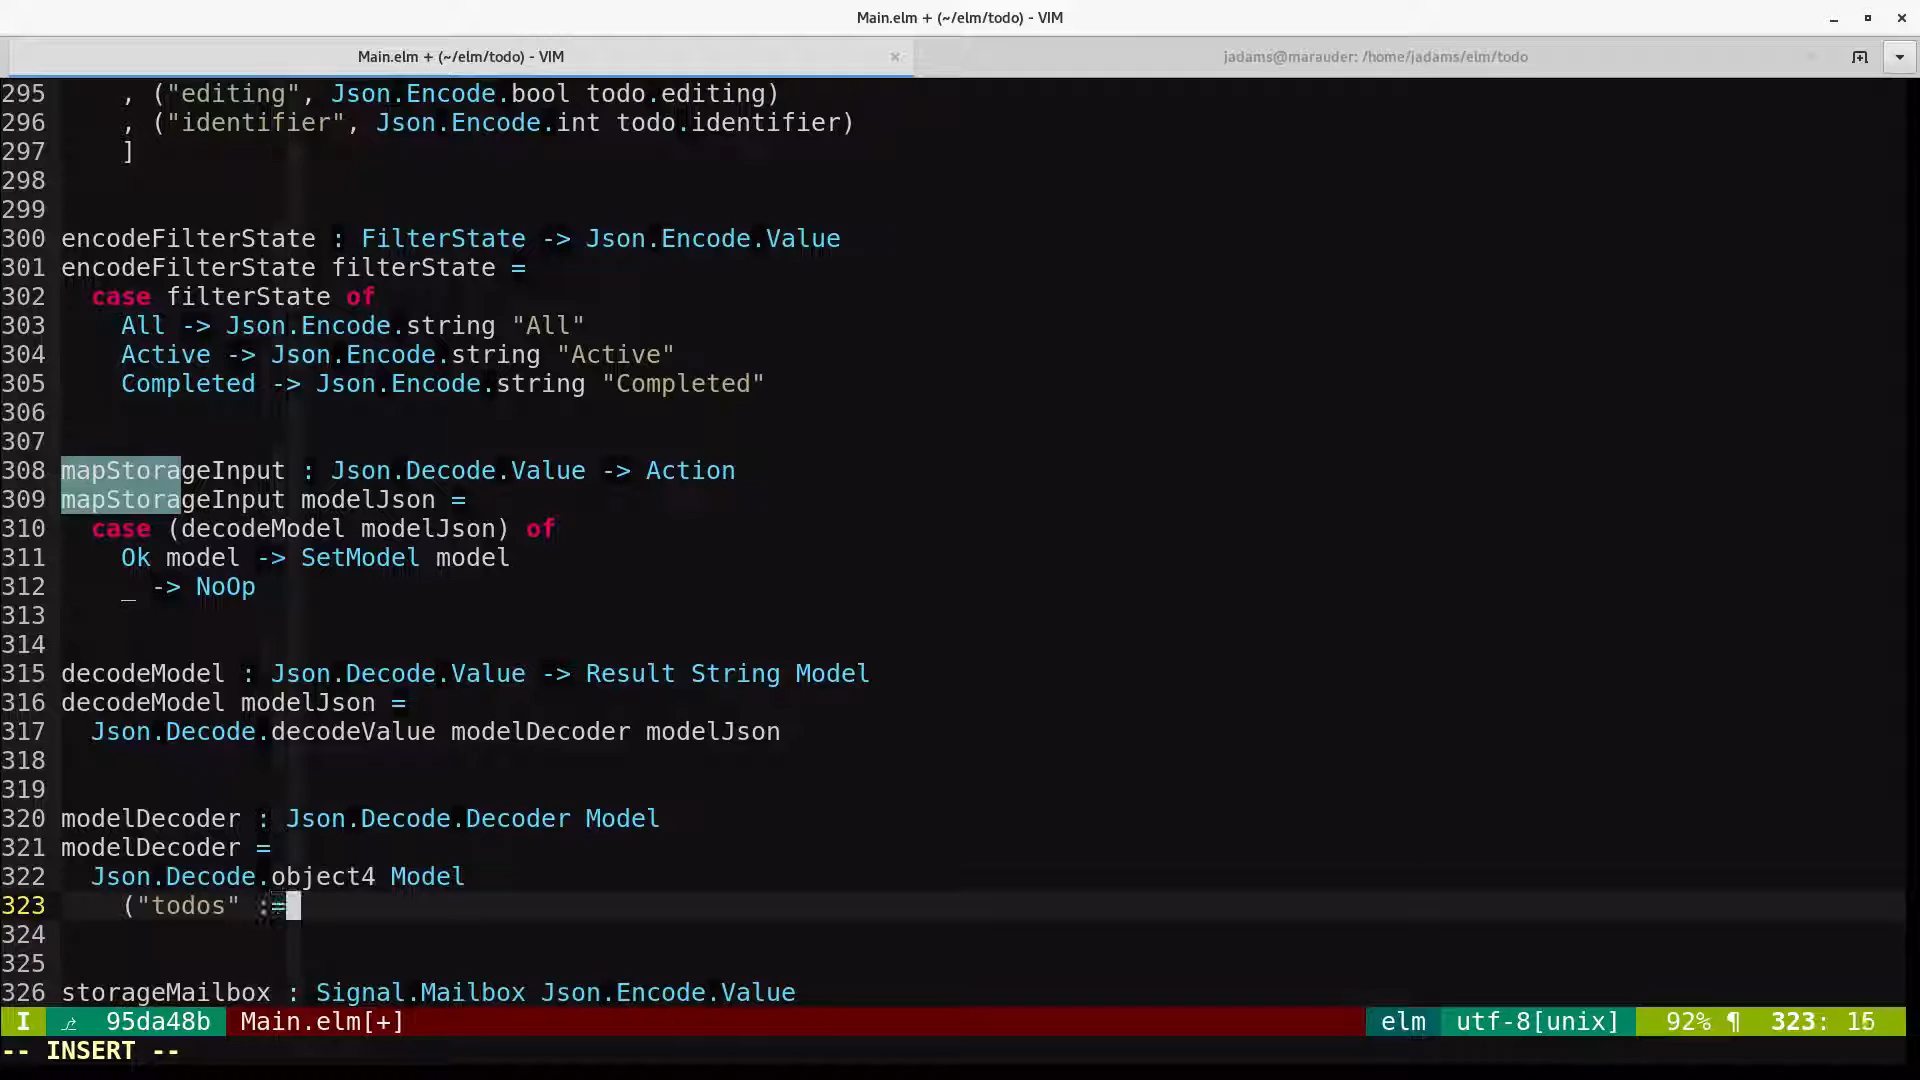 Main.elm + (~/elm/todo) - VIM
Main.elm + (~/elm/todo) - VIM
jadams@marauder: /home/jadams/elm/todo
295     , ("editing", Json.Encode.bool todo.editing)
296     , ("identifier", Json.Encode.int todo.identifier)
297     ]
298
299
300 encodeFilterState : FilterState -> Json.Encode.Value
301 encodeFilterState filterState =
302   case filterState of
303     All -> Json.Encode.string "All"
304     Active -> Json.Encode.string "Active"
305     Completed -> Json.Encode.string "Completed"
306
307
308 mapStorageInput : Json.Decode.Value -> Action
309 mapStorageInput modelJson =
310   case (decodeModel modelJson) of
311     Ok model -> SetModel model
312     _ -> NoOp
313
314
315 decodeModel : Json.Decode.Value -> Result String Model
316 decodeModel modelJson =
317   Json.Decode.decodeValue modelDecoder modelJson
318
319
320 modelDecoder : Json.Decode.Decoder Model
321 modelDecoder =
322   Json.Decode.object4 Model
323     ("todos" :=
324
325
326 storageMailbox : Signal.Mailbox Json.Encode.Value
I 95da48b Main.elm[+] elm utf-8[unix] 92% ¶ 323: 15
-- INSERT --